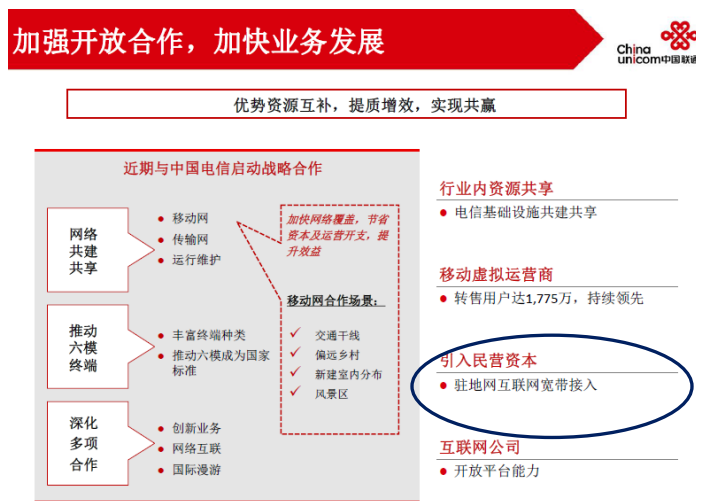 加强开放合作，加快业务发展
China
unicom中国联通
优势资源互补，提质增效，实现共赢
近期与中国电信启动战略合作
网络
共建
共享
● 移动网
● 传输网
● 运行维护
加快网络覆盖，节省
资本及运营开支，提
升效益
移动网合作场景：
✓ 交通干线
✓ 偏远乡村
✓ 新建室内分布
✓ 风景区
推动
六模
终端
● 丰富终端种类
● 推动六模成为国家
标准
深化
多项
合作
● 创新业务
● 网络互联
● 国际漫游
行业内资源共享
● 电信基础设施共建共享
移动虚拟运营商
● 转售用户达1,775万，持续领先
引入民营资本
● 驻地网互联网宽带接入
互联网公司
● 开放平台能力